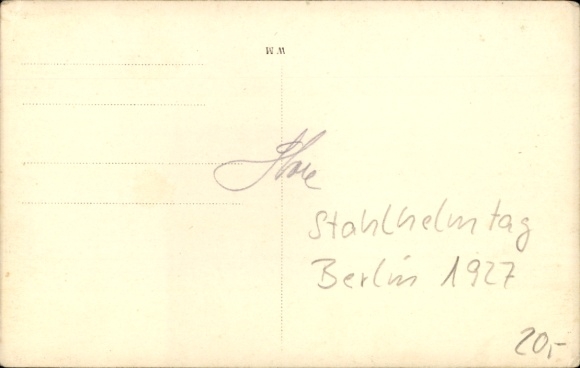 W M
Stahlhelmtag
Berlin 1927
20,-